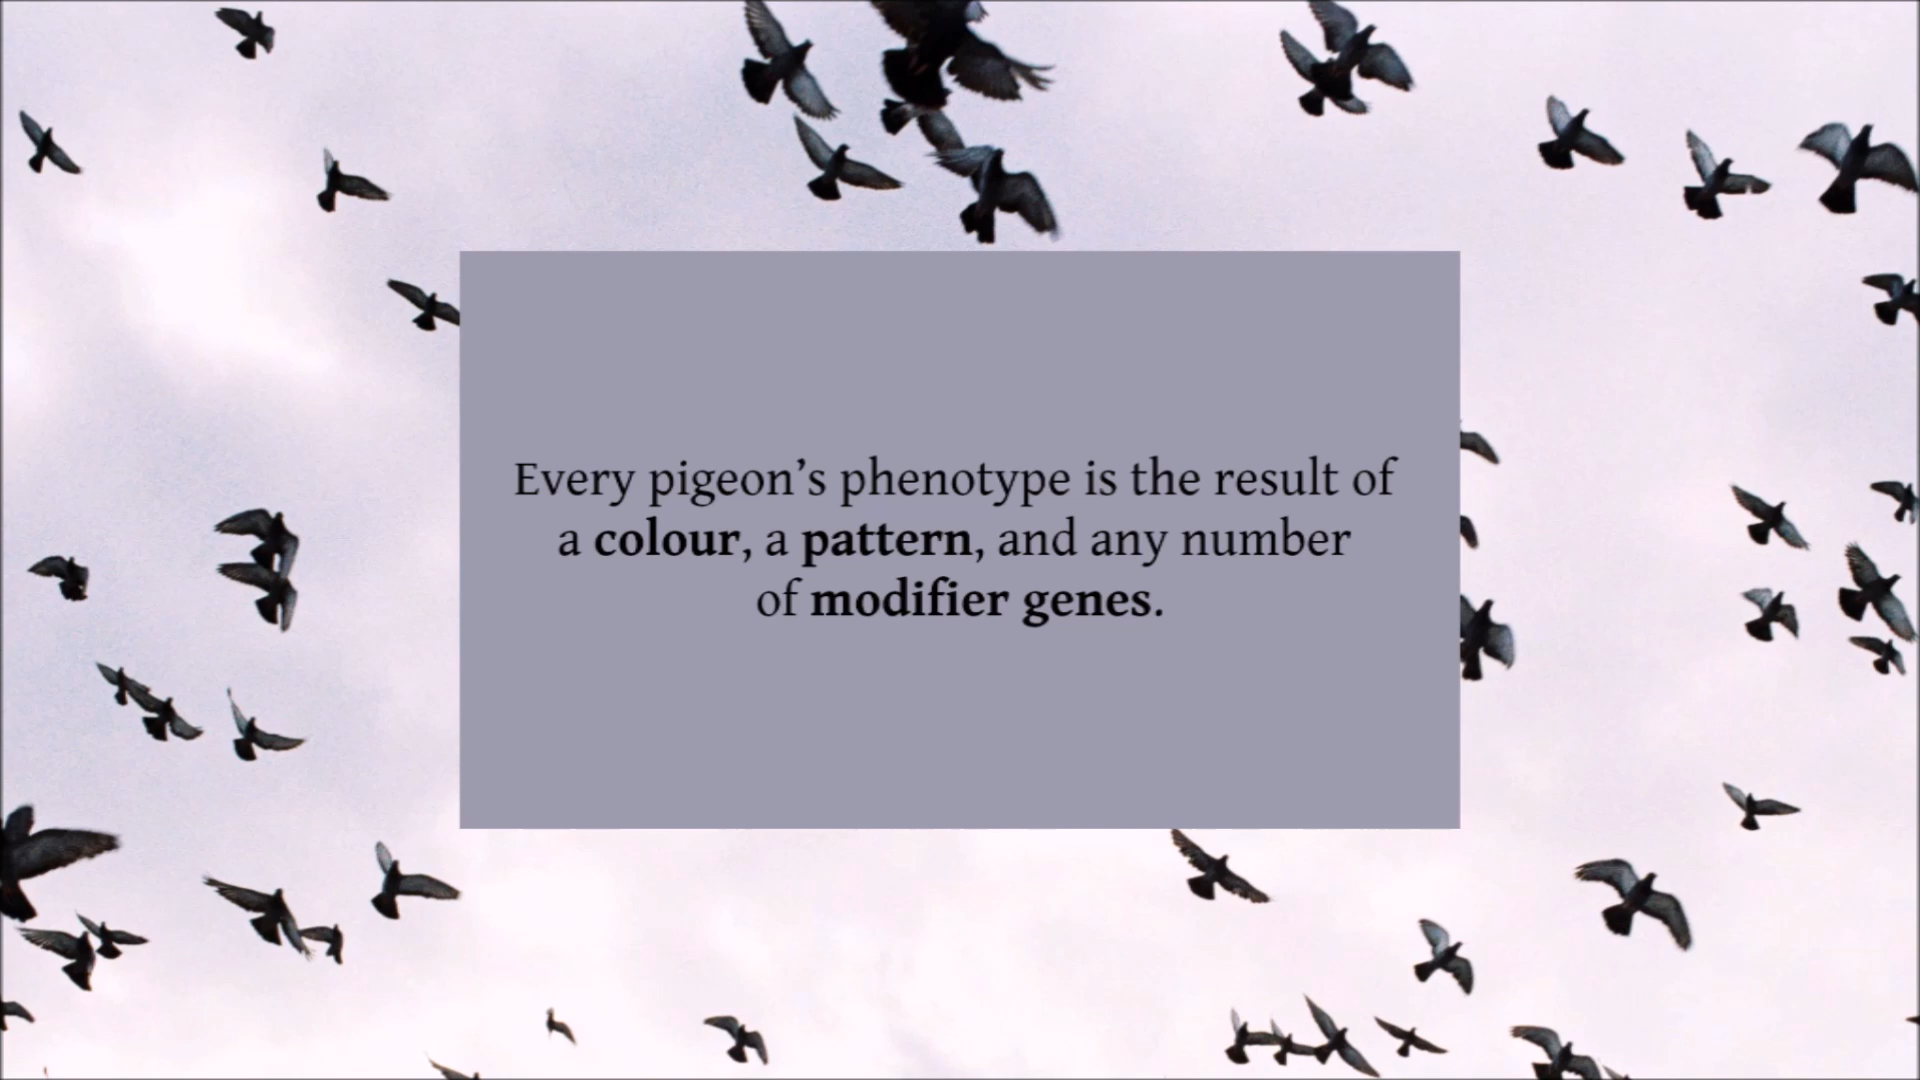 Every pigeon’s phenotype is the result of
a colour, a pattern, and any number
of modifier genes.